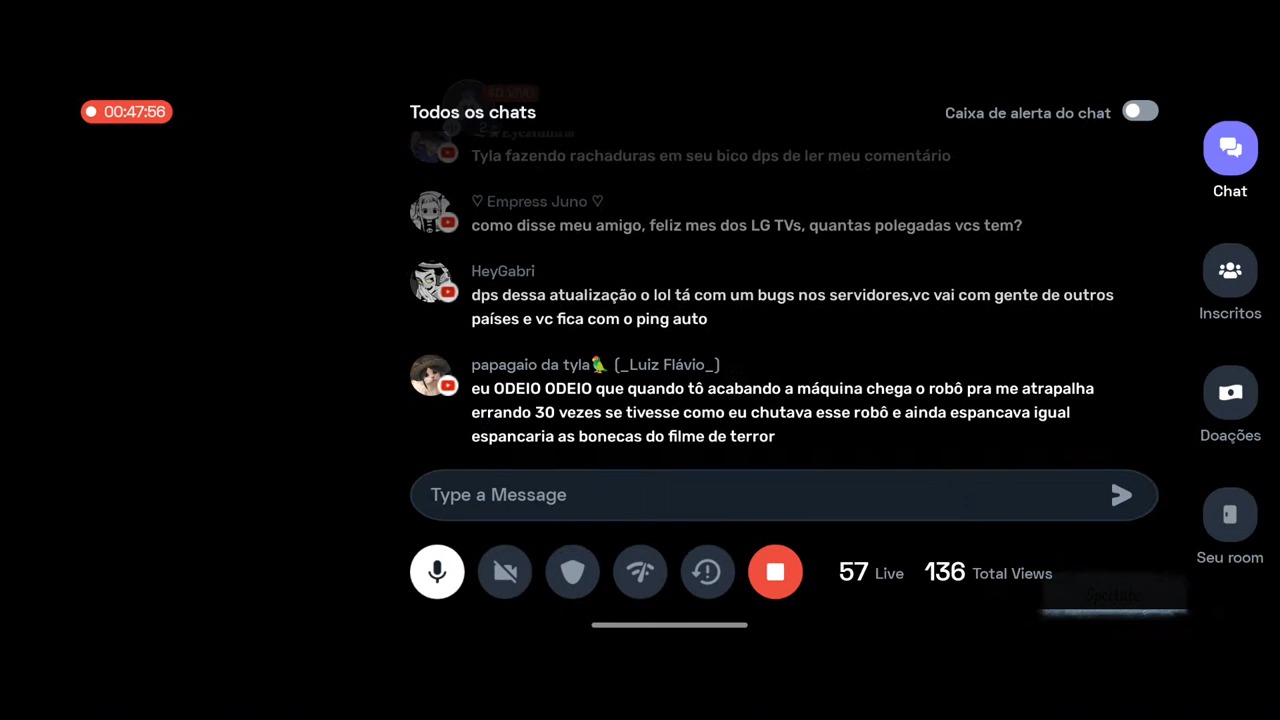 AO VIVO
00:47:56
Todos os chats
Caixa de alerta do chat
Tyla fazendo rachaduras em seu bico dps de ler meu comentário
Chat
♡ Empress Juno ♡
como disse meu amigo, feliz mes dos LG TVs, quantas polegadas vcs tem?
HeyGabri
dps dessa atualização o lol tá com um bugs nos servidores,vc vai com gente de outros
países e vc fica com o ping auto
Inscritos
papagaio da tyla🦜 (_Luiz Flávio_)
eu ODEIO ODEIO que quando tô acabando a máquina chega o robô pra me atrapalha
errando 30 vezes se tivesse como eu chutava esse robô e ainda espancava igual
espancaria as bonecas do filme de terror
Doações
Type a Message
Seu room
57 Live 136 Total Views
Spectate